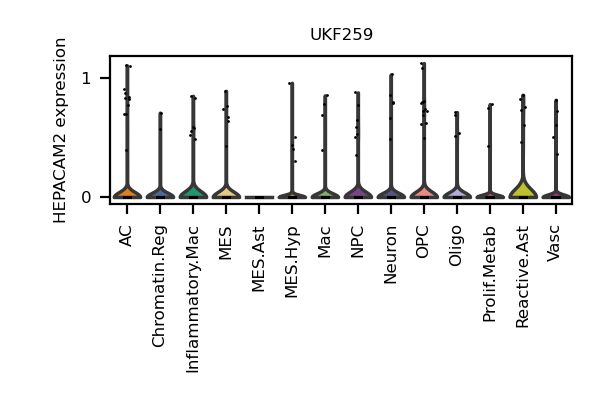 UKF259
HEPACAM2 expression
1
0
AC
Chromatin.Reg
Inflammatory.Mac
MES
MES.Ast
MES.Hyp
Mac
NPC
Neuron
OPC
Oligo
Prolif.Metab
Reactive.Ast
Vasc